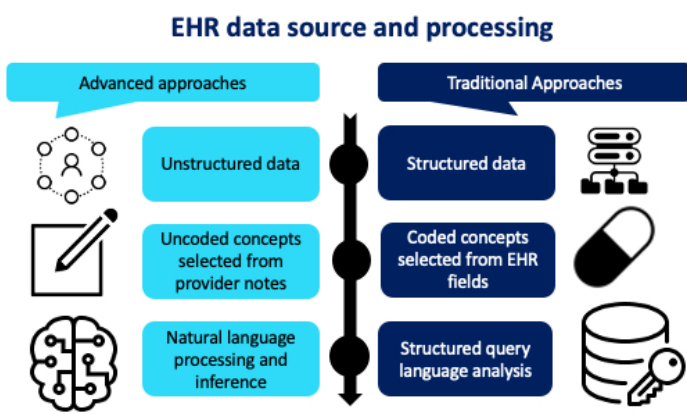 EHR data source and processing
Advanced approaches
Traditional Approaches
Unstructured data
Structured data
Uncoded concepts
selected from
provider notes
Coded concepts
selected from EHR
fields
Natural language
processing and
inference
Structured query
language analysis